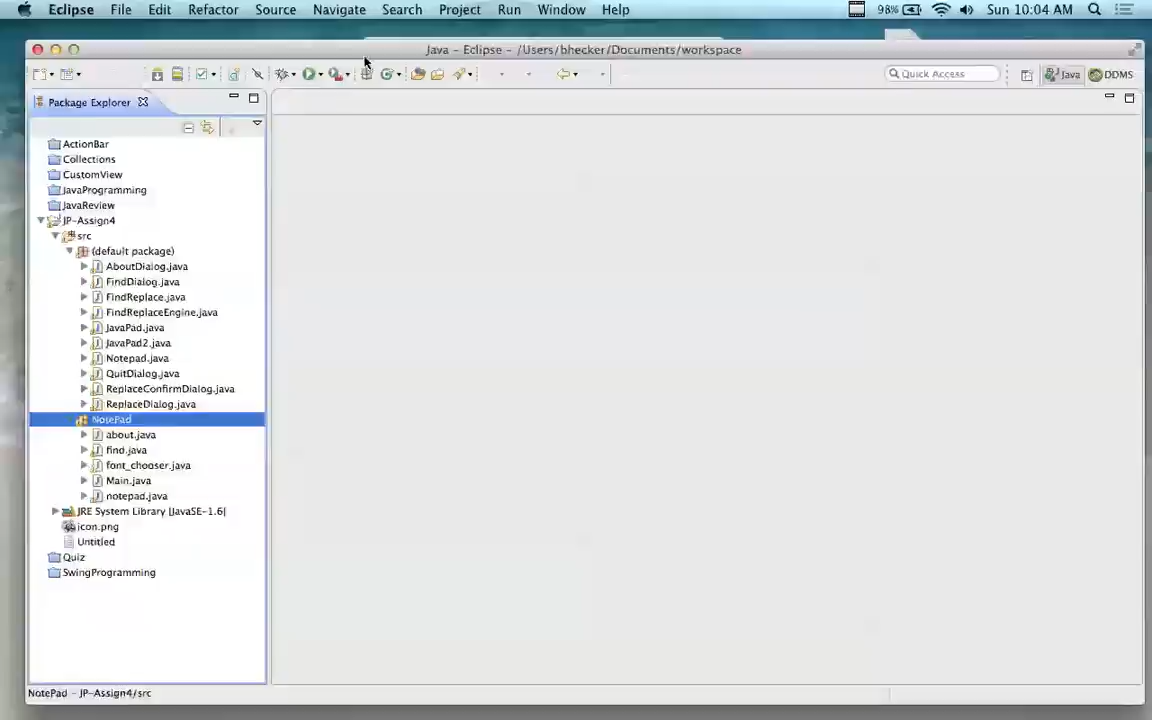 Eclipse File Edit Refactor Source Navigate Search Project Run Window Help 98% Sun 10:04 AM
Java - Eclipse - /Users/bhecker/Documents/workspace
Quick Access Java DDMS
Package Explorer
ActionBar
Collections
CustomView
JavaProgramming
JavaReview
JP-Assign4
src
(default package)
AboutDialog.java
FindDialog.java
FindReplace.java
FindReplaceEngine.java
JavaPad.java
JavaPad2.java
Notepad.java
QuitDialog.java
ReplaceConfirmDialog.java
ReplaceDialog.java
NotePad
about.java
find.java
font_chooser.java
Main.java
notepad.java
JRE System Library [JavaSE-1.6]
icon.png
Untitled
Quiz
SwingProgramming
NotePad - JP-Assign4/src